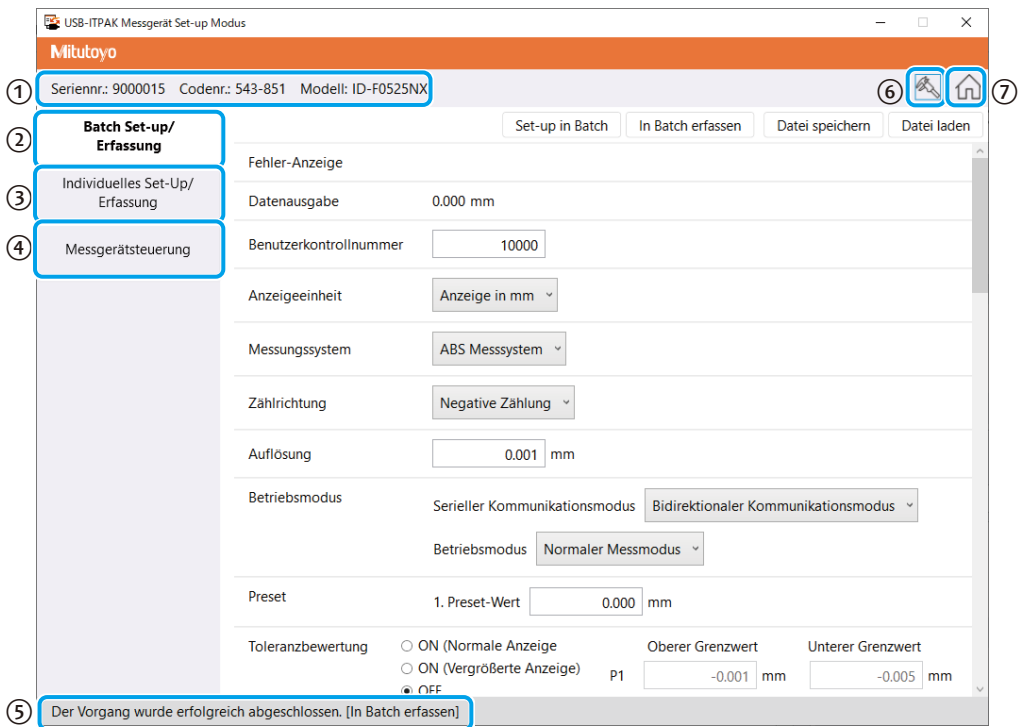 USB-ITPAK Messgerät Set-up Modus
Mitutoyo
① Seriennr.: 9000015 Codenr.: 543-851 Modell: ID-F0525NX ⑥ ⑦
② Batch Set-up/
Erfassung
③ Individuelles Set-Up/
Erfassung
④ Messgerätsteuerung
Set-up in Batch In Batch erfassen Datei speichern Datei laden
Fehler-Anzeige
Datenausgabe 0.000 mm
Benutzerkontrollnummer 10000
Anzeigeeinheit Anzeige in mm
Messungssystem ABS Messsystem
Zählrichtung Negative Zählung
Auflösung 0.001 mm
Betriebsmodus Serieller Kommunikationsmodus Bidirektionaler Kommunikationsmodus
Betriebsmodus Normaler Messmodus
Preset 1. Preset-Wert 0.000 mm
Toleranzbewertung ON (Normale Anzeige Oberer Grenzwert Unterer Grenzwert
ON (Vergrößerte Anzeige) P1 -0.001 mm -0.005 mm
OFF
⑤ Der Vorgang wurde erfolgreich abgeschlossen. [In Batch erfassen]